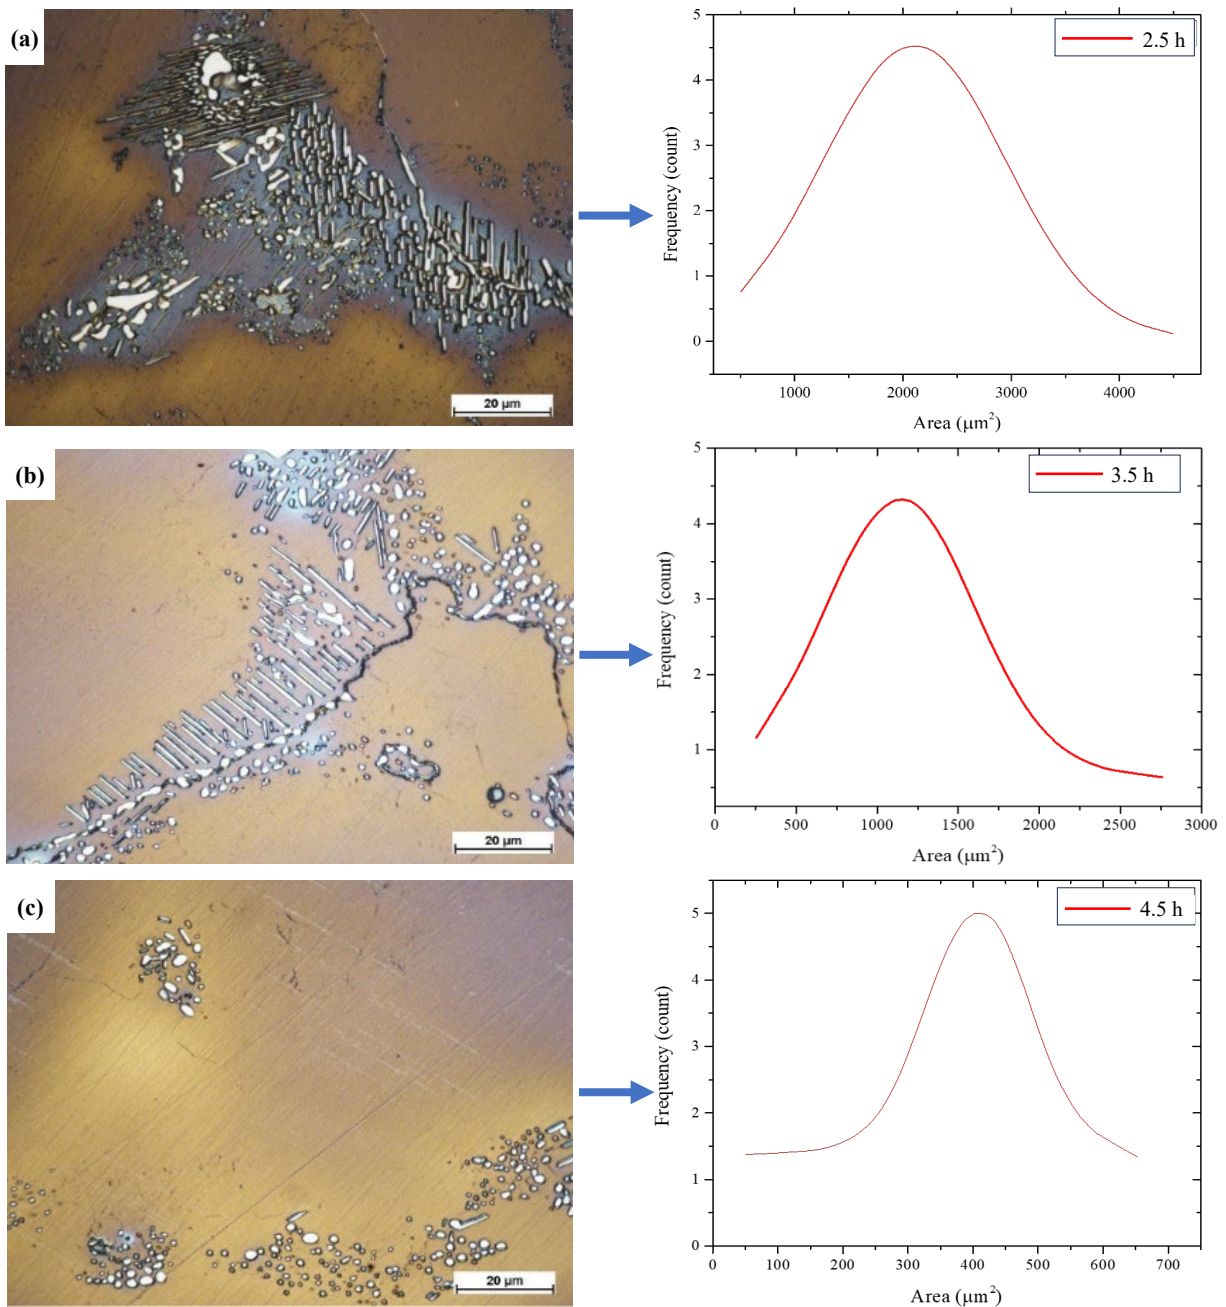 (a)
20 µm
5
4
3
2
1
0
Frequency (count)
1000 2000 3000 4000
Area (µm²)
2.5 h
(b)
20 µm
5
4
3
2
1
Frequency (count)
0 500 1000 1500 2000 2500 3000
Area (µm²)
3.5 h
(c)
20 µm
5
4
3
2
1
0
Frequency (count)
0 100 200 300 400 500 600 700
Area (µm²)
4.5 h